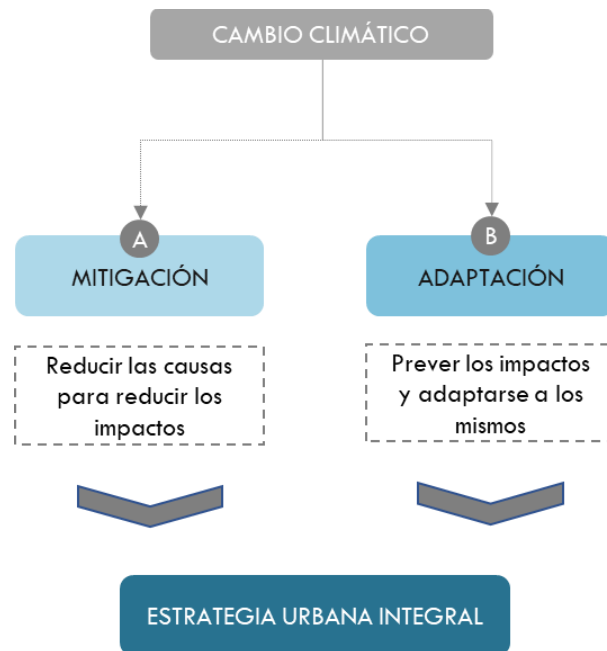 CAMBIO CLIMÁTICO
A
B
MITIGACIÓN
ADAPTACIÓN
Reducir las causas
para reducir los
impactos
Prever los impactos
y adaptarse a los
mismos
ESTRATEGIA URBANA INTEGRAL